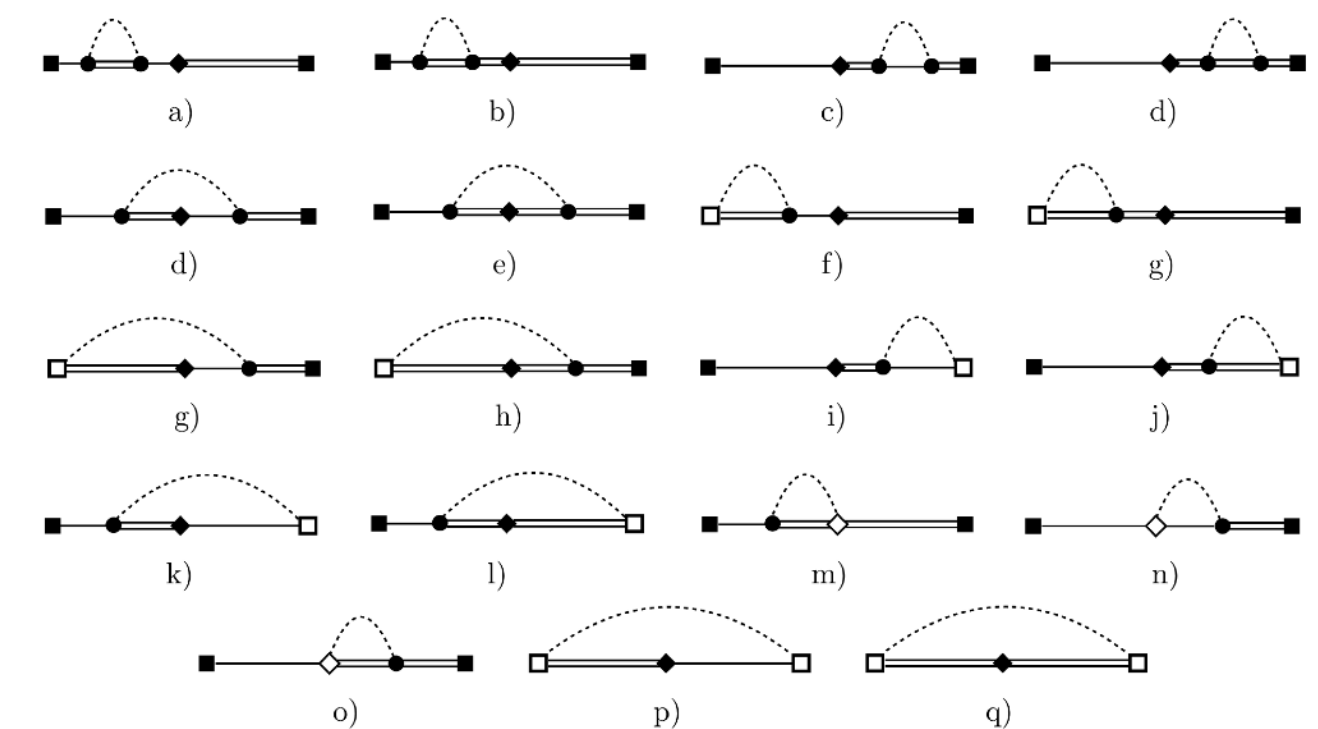 a) b) c) d)
d) e) f) g)
g) h) i) j)
k) l) m) n)
o) p) q)